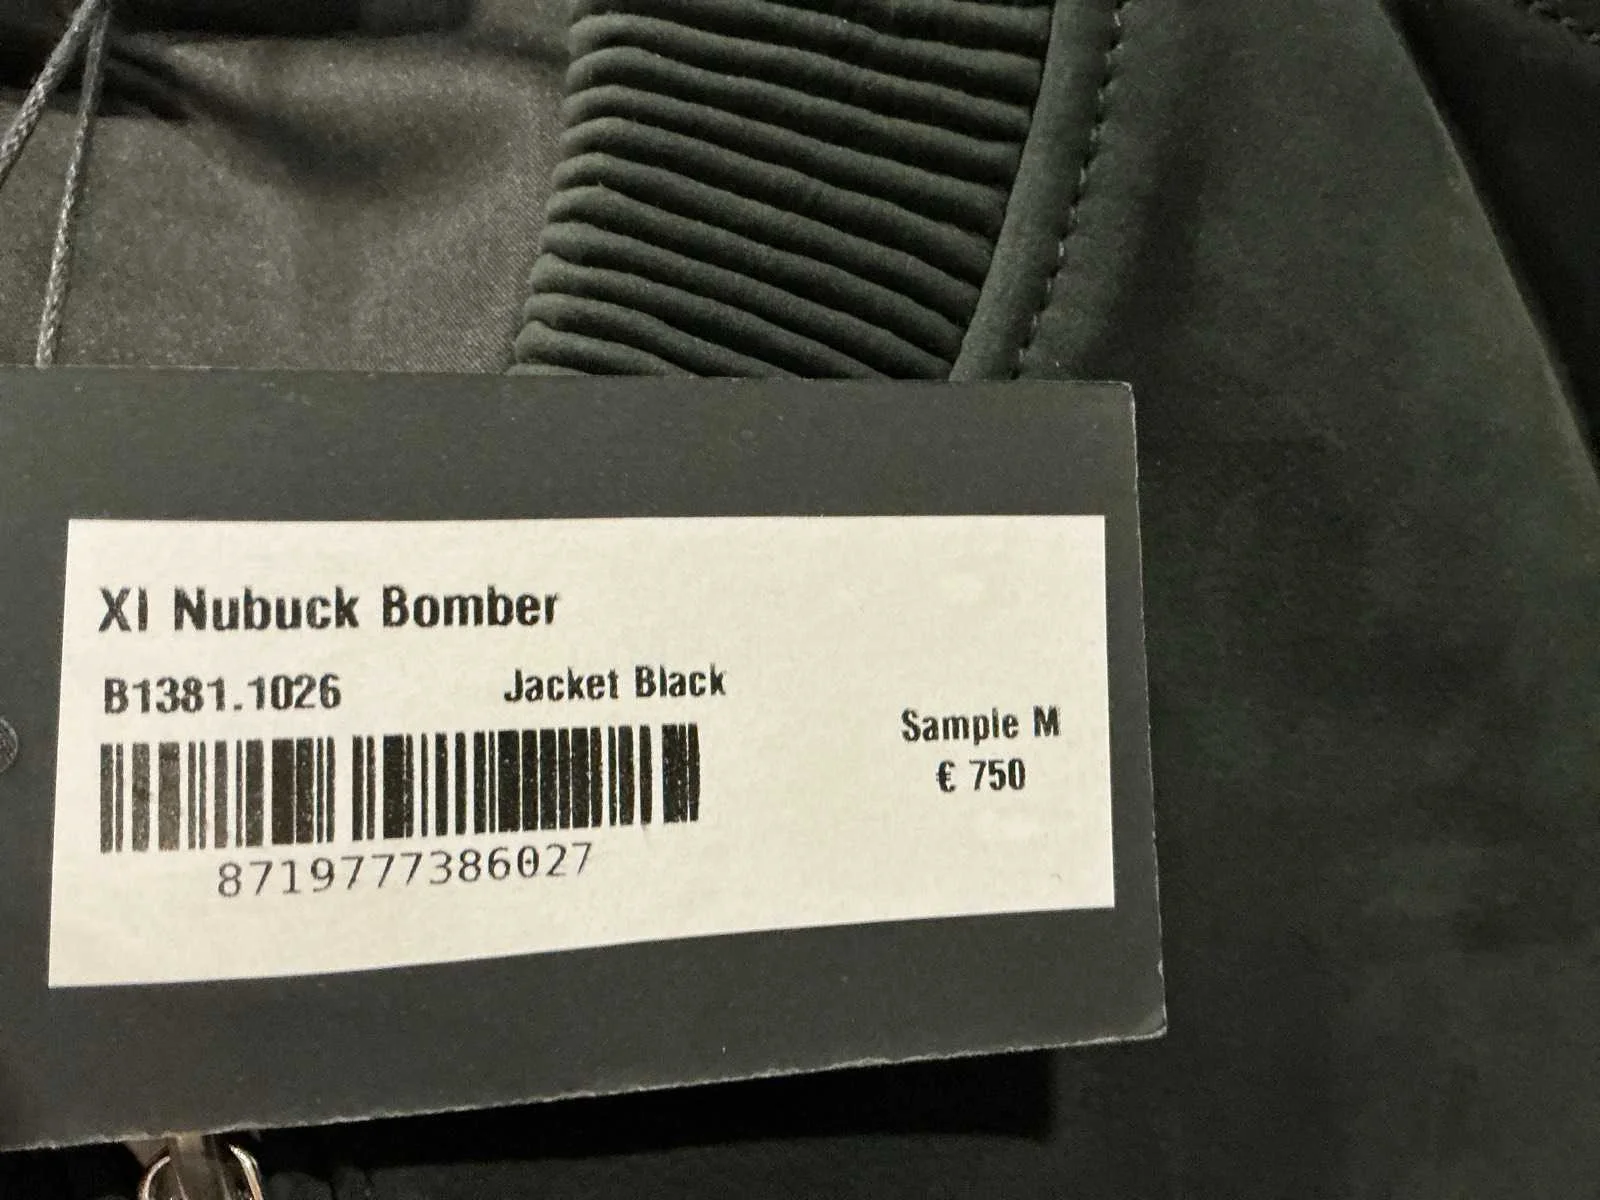 XI Nubuck Bomber
B1381.1026 Jacket Black
Sample M
€ 750
8719777386027